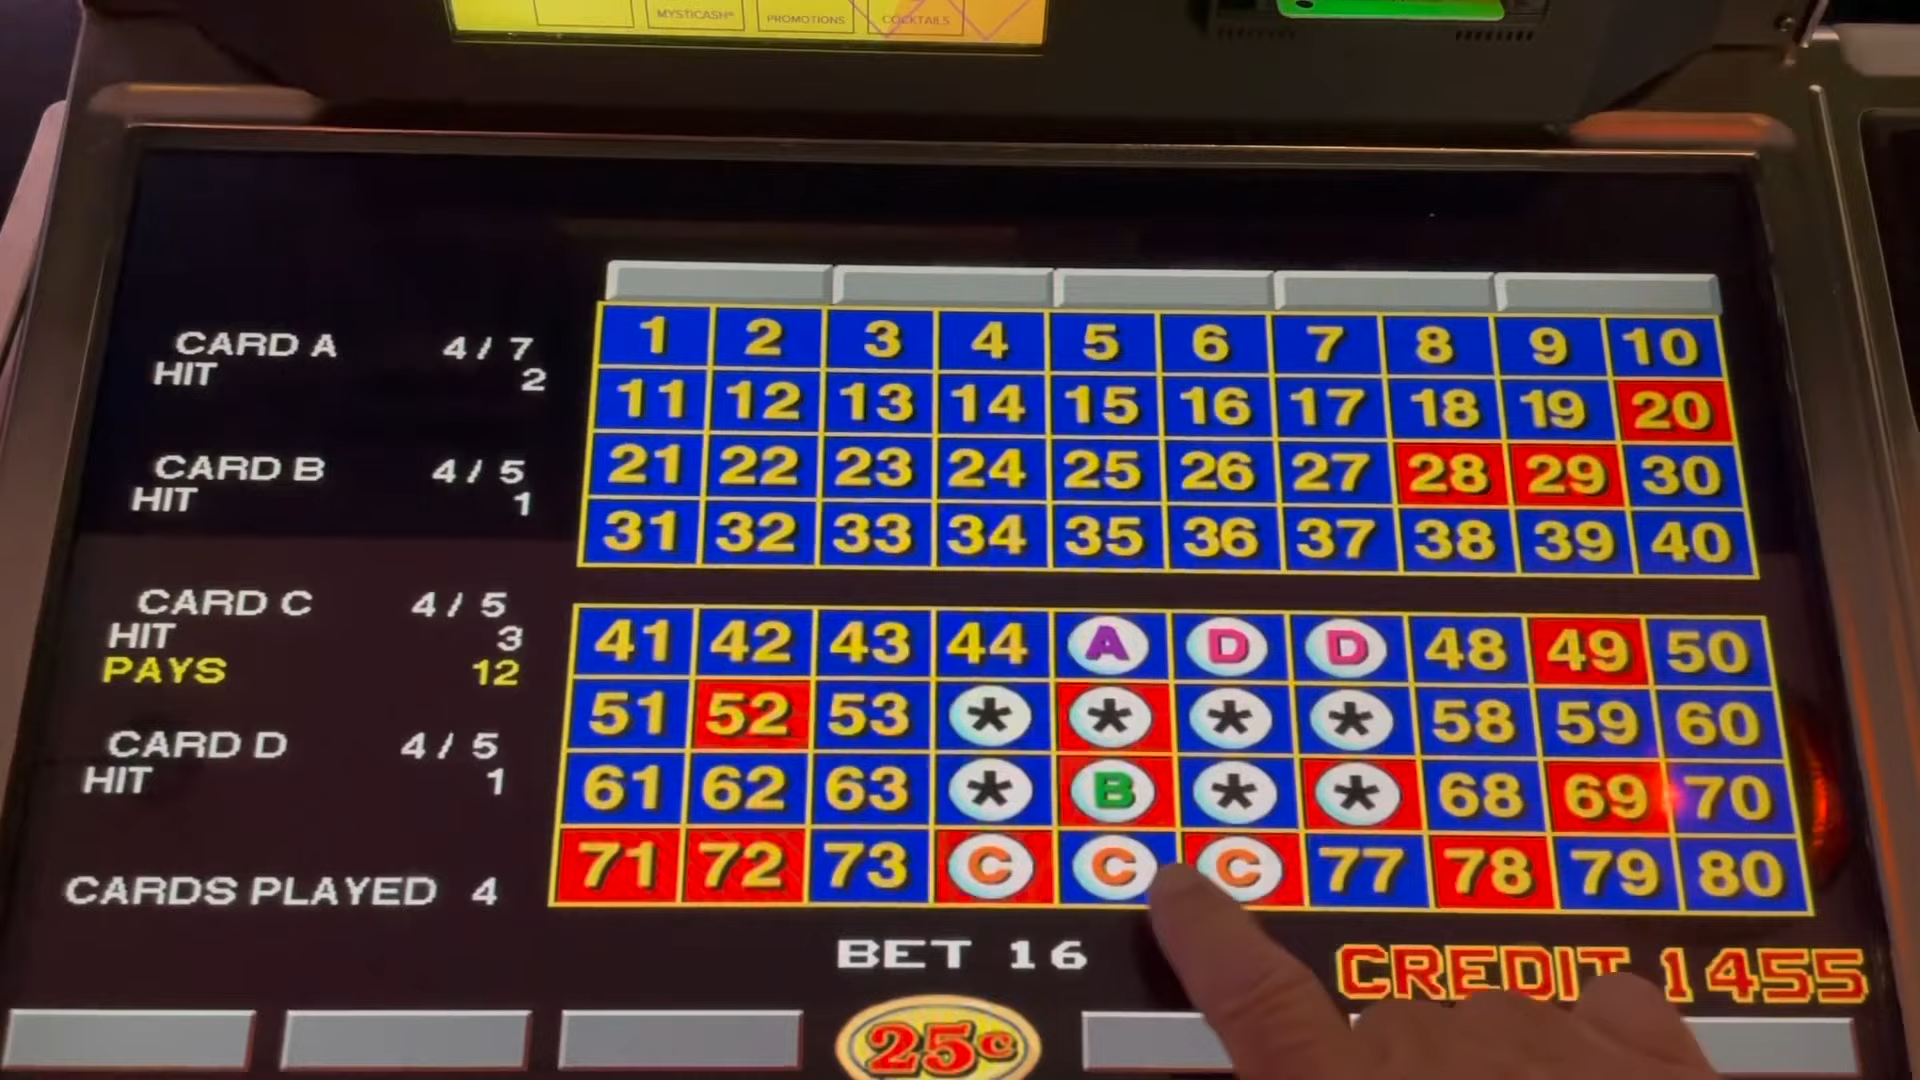 MYSTICASH® PROMOTIONS COCKTAILS
CARD A 4/7
HIT 2
CARD B 4/5
HIT 1
CARD C 4/5
HIT 3
PAYS 12
CARD D 4/5
HIT 1
CARDS PLAYED 4
1 2 3 4 5 6 7 8 9 10
11 12 13 14 15 16 17 18 19 20
21 22 23 24 25 26 27 28 29 30
31 32 33 34 35 36 37 38 39 40
41 42 43 44 A D D 48 49 50
51 52 53 * * * * 58 59 60
61 62 63 * B * * 68 69 70
71 72 73 C C C 77 78 79 80
BET 16
CREDIT 1455
25¢